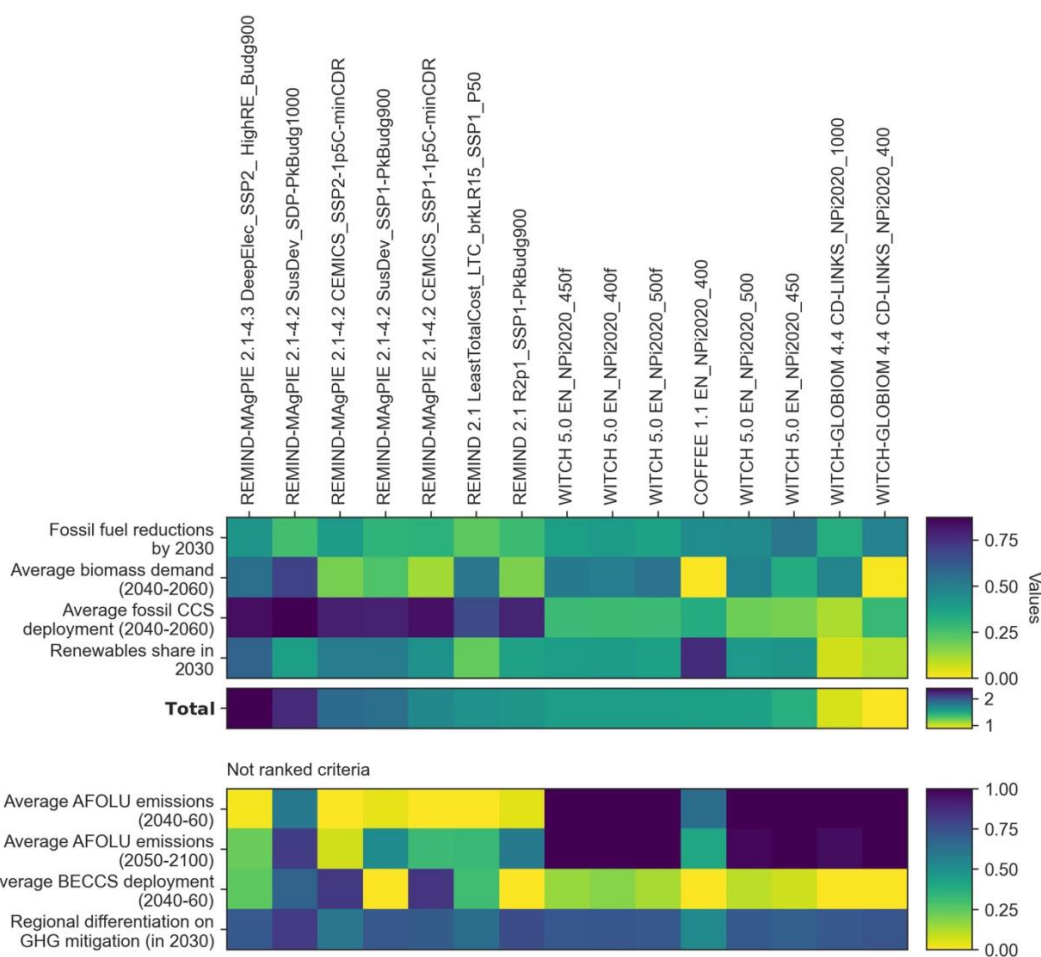 REMIND-MAgPIE 2.1-4.3 DeepElec_SSP2_ HighRE_Budg900
REMIND-MAgPIE 2.1-4.2 SusDev_SDP-PkBudg1000
REMIND-MAgPIE 2.1-4.2 CEMICS_SSP2-1p5C-minCDR
REMIND-MAgPIE 2.1-4.2 SusDev_SSP1-PkBudg900
REMIND-MAgPIE 2.1-4.2 CEMICS_SSP1-1p5C-minCDR
REMIND 2.1 LeastTotalCost_LTC_brkLR15_SSP1_P50
REMIND 2.1 R2p1_SSP1-PkBudg900
WITCH 5.0 EN_NPi2020_450f
WITCH 5.0 EN_NPi2020_400f
WITCH 5.0 EN_NPi2020_500f
COFFEE 1.1 EN_NPi2020_400
WITCH 5.0 EN_NPi2020_500
WITCH 5.0 EN_NPi2020_450
WITCH-GLOBIOM 4.4 CD-LINKS_NPi2020_1000
WITCH-GLOBIOM 4.4 CD-LINKS_NPi2020_400
Fossil fuel reductions
by 2030
Average biomass demand
(2040-2060)
Average fossil CCS
deployment (2040-2060)
Renewables share in
2030
0.75
0.50
0.25
0.00
Values
Total
2
1
Not ranked criteria
Average AFOLU emissions
(2040-60)
Average AFOLU emissions
(2050-2100)
verage BECCS deployment
(2040-60)
Regional differentiation on
GHG mitigation (in 2030)
1.00
0.75
0.50
0.25
0.00